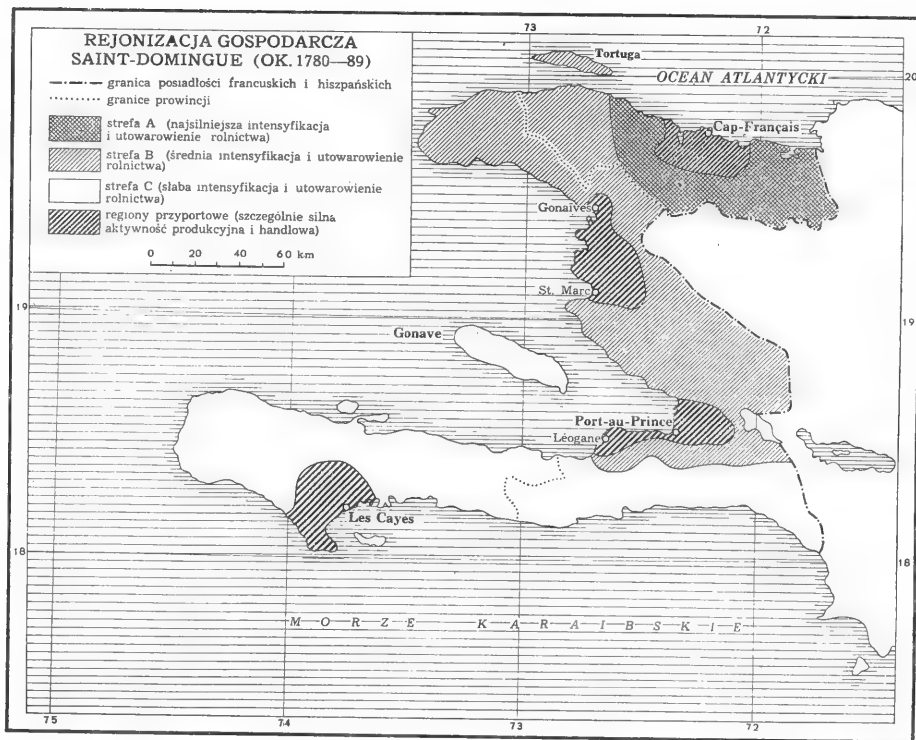 REJONIZACJA GOSPODARCZA
SAINT-DOMINGUE (OK. 1780—89)
granica posiadłości francuskich i hiszpańskich
granice prowincji
strefa A (najsilniejsza intensyfikacja
i utowarowienie rolnictwa)
strefa B (średnia intensyfikacja i utowarowienie
rolnictwa)
strefa C (słaba intensyfikacja i utowarowienie
rolnictwa)
regiony przyportowe (szczególnie silna
aktywność produkcyjna i handlowa)
0 20 40 60 km
73
72
Tortuga
OCEAN ATLANTYCKI
20
Cap-Français
Gonaives
St. Marc
19
19
Gonave
Port-au-Prince
Léogane
Les Cayes
18
18
MORZE KARAIBSKIE
75
74
73
72